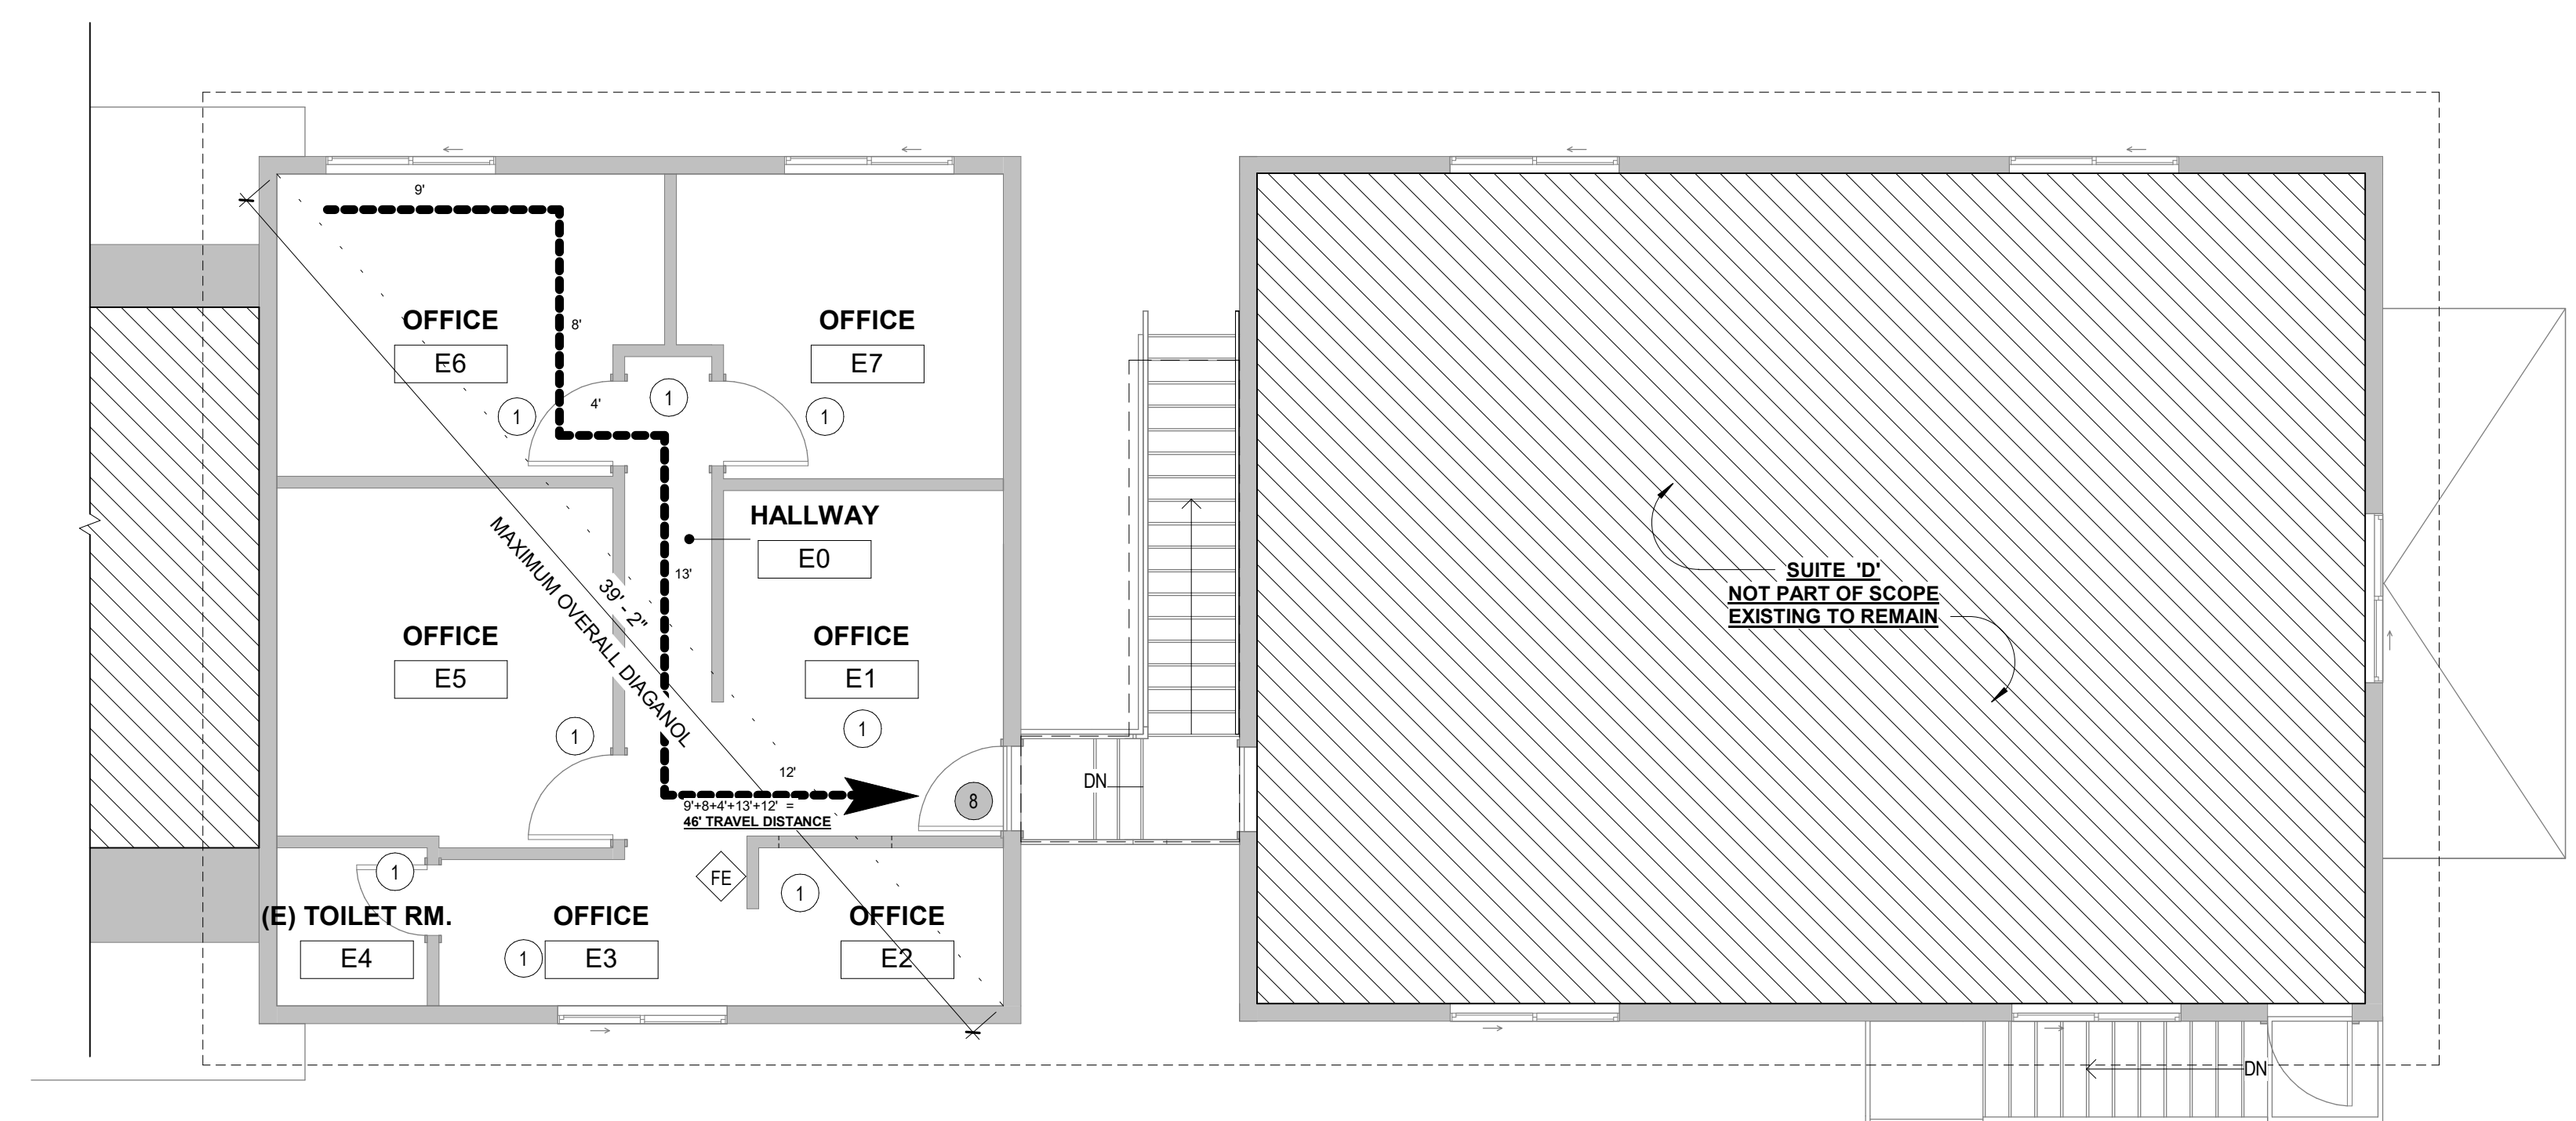 9'
8'
OFFICE
E6
OFFICE
E7
4'
1
1
1
HALLWAY
E0
13'
39' - 2"
MAXIMUM OVERALL DIAGANOL
OFFICE
E5
OFFICE
E1
1
1
12'
9'+8+4'+13'+12' =
46' TRAVEL DISTANCE
8
DN
1
FE
1
(E) TOILET RM.
E4
OFFICE
E3
1
OFFICE
E2
SUITE 'D'
NOT PART OF SCOPE
EXISTING TO REMAIN
DN